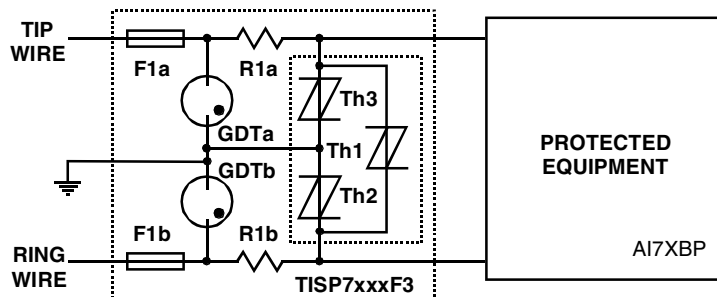 TIP
WIRE
F1a
R1a
GDTa
Th3
Th1
Th2
GDTb
F1b
R1b
RING
WIRE
TISP7xxxF3
PROTECTED
EQUIPMENT
AI7XBP